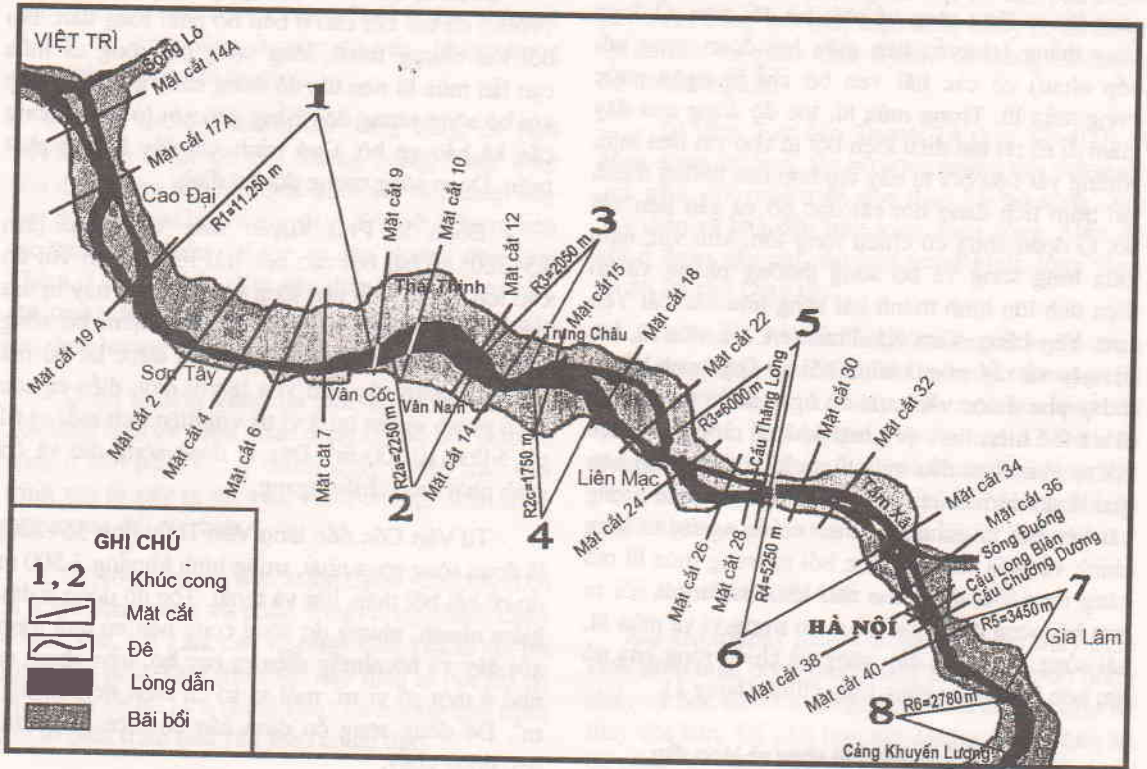 VIỆT TRÌ
Sông Lô
Mặt cắt 14A
Mặt cắt 17A
Cao Đại
R1=11.250 m
1
Mặt cắt 9
Mặt cắt 10
Mặt cắt 12
3
R3=2050 m
Mặt cắt 15
Mặt cắt 18
Thái Thịnh
Trung Châu
Mặt cắt 22
R3=6000 m
5
Cầu Thăng Long
Mặt cắt 30
Mặt cắt 32
Tầm Xá
Mặt cắt 34
Mặt cắt 36
Sông Đuống
Cầu Long Biên
Cầu Chương Dương
7
R5=3450 m
Gia Lâm
Mặt cắt 19 A
Sơn Tây
Mặt cắt 2
Mặt cắt 4
Mặt cắt 6
Mặt cắt 7
Vân Cốc
Vân Nam
R2a=2250 m
2
Mặt cắt 14
R2c=1750 m
4
Liên Mạc
Mặt cắt 24
Mặt cắt 26
Mặt cắt 28
R4=5250 m
6
HÀ NỘI
Mặt cắt 38
Mặt cắt 40
8
R6=2780 m
Cảng Khuyến Lương
GHI CHÚ
1, 2 Khúc cong
Mặt cắt
Đê
Lòng dẫn
Bãi bồi